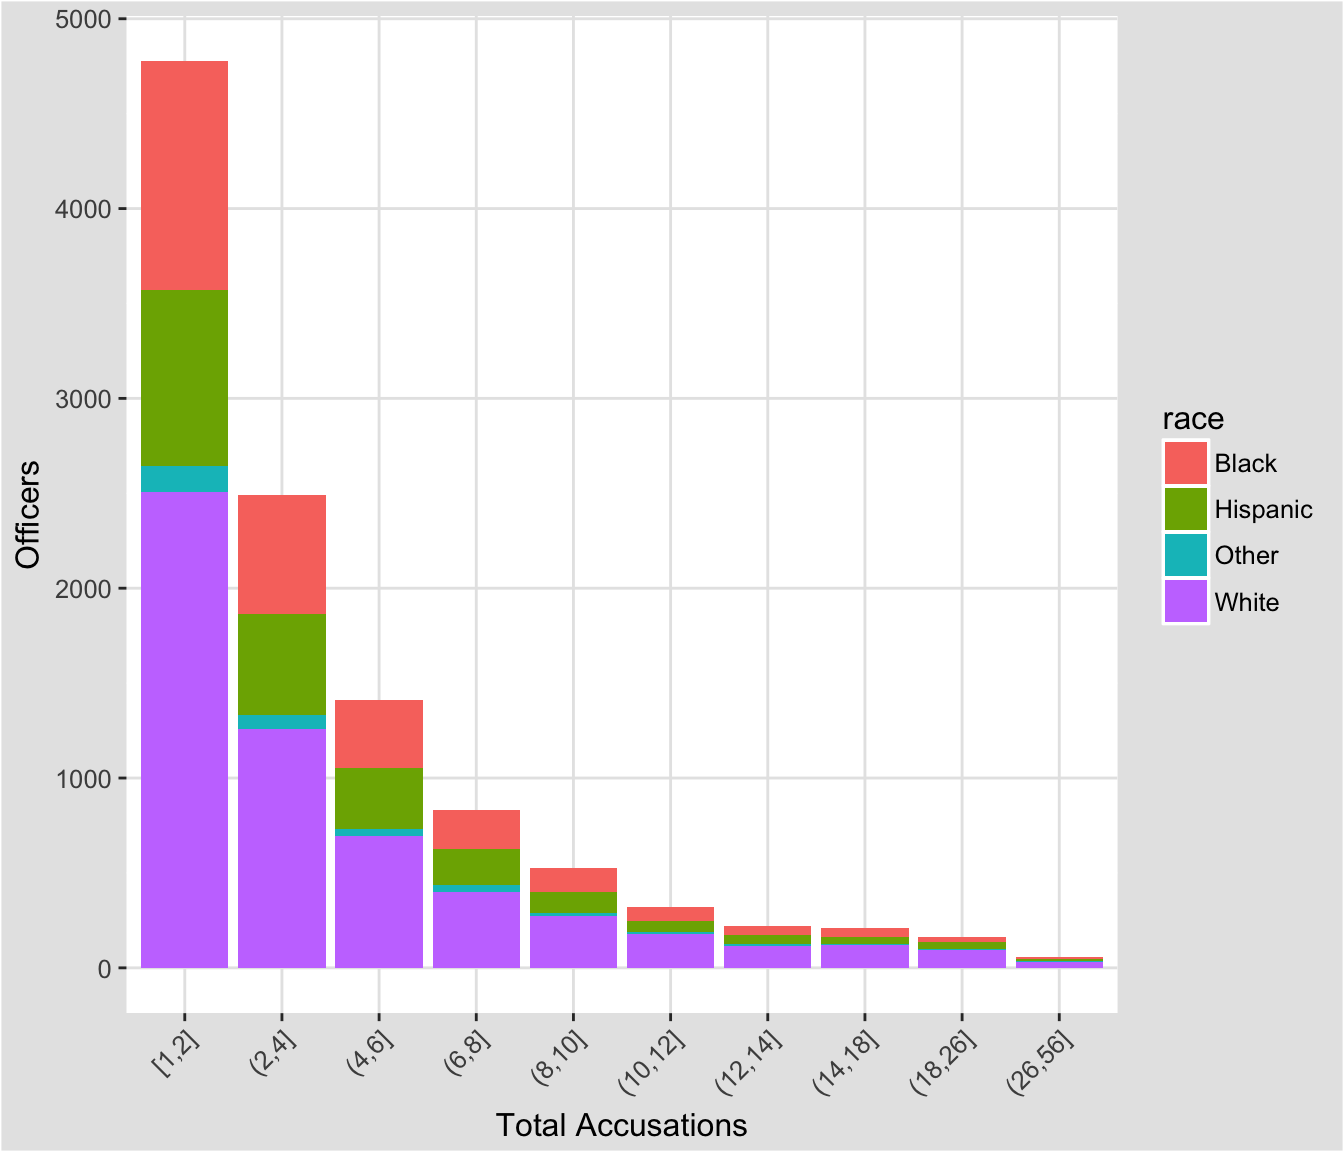 5000
4000
3000
2000
1000
0
Officers
[1,2]
(2,4]
(4,6]
(6,8]
(8,10]
(10,12]
(12,14]
(14,18]
(18,26]
(26,56]
Total Accusations
race
Black
Hispanic
Other
White